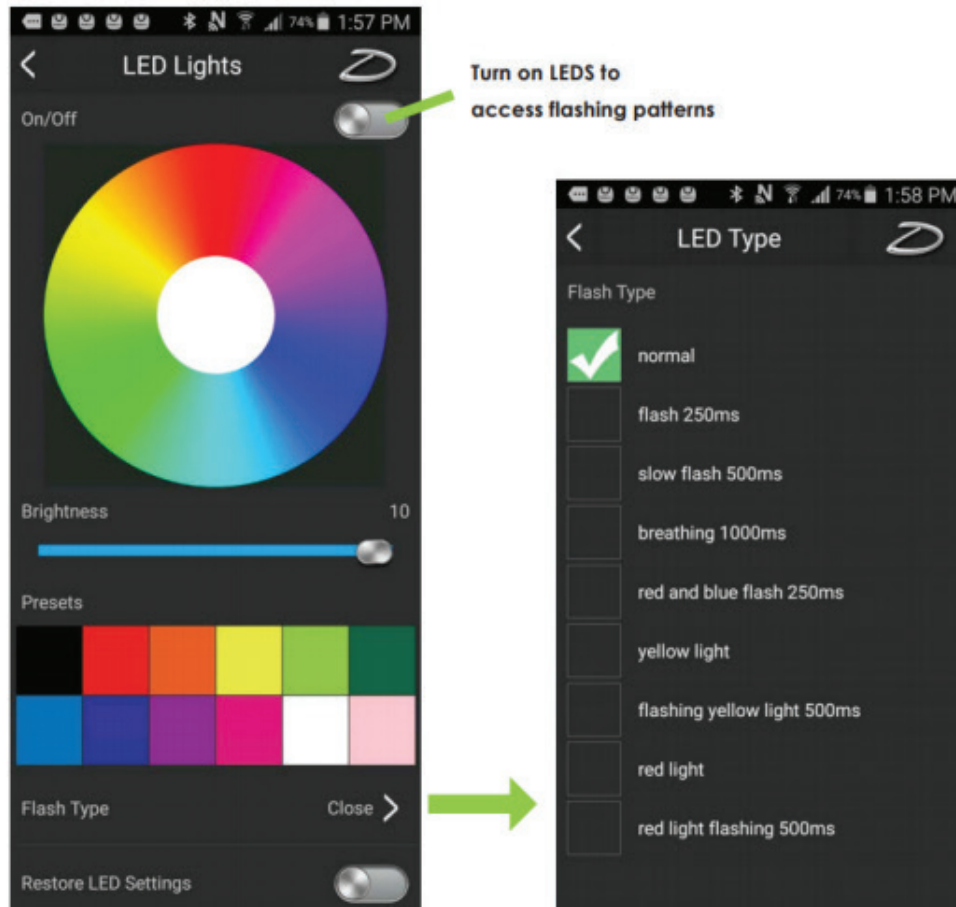 74% 1:57 PM
LED Lights
On/Off
Turn on LEDS to
access flashing patterns
Brightness 10
Presets
Flash Type Close
Restore LED Settings
N 74% 1:58 PM
LED Type
Flash Type
normal
flash 250ms
slow flash 500ms
breathing 1000ms
red and blue flash 250ms
yellow light
flashing yellow light 500ms
red light
red light flashing 500ms